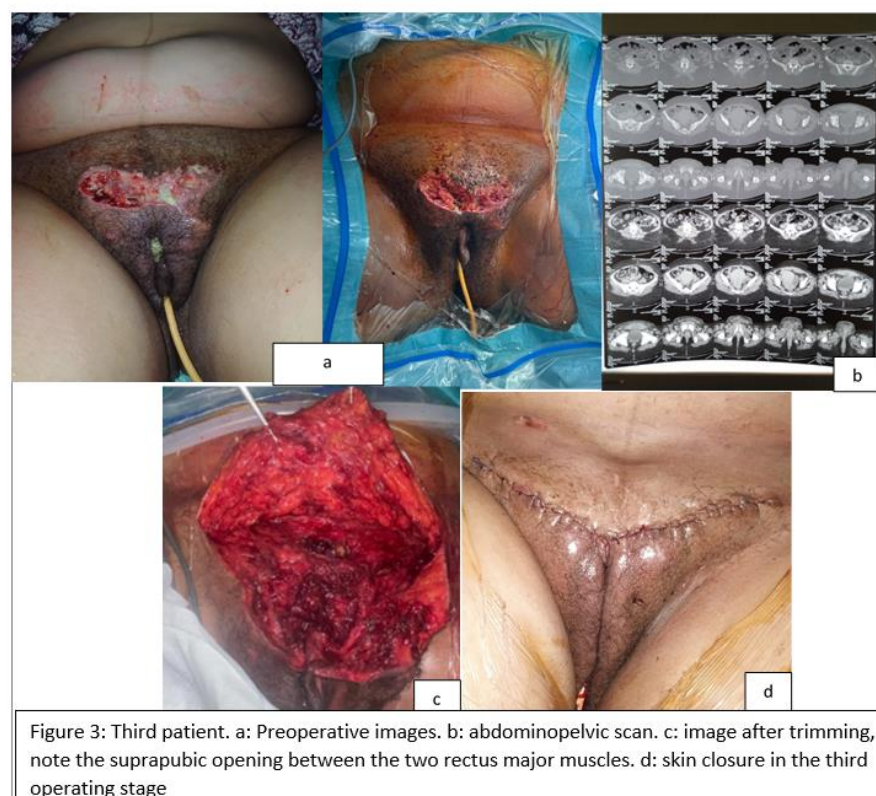 a
b
c
d
Figure 3: Third patient. a: Preoperative images. b: abdominopelvic scan. c: image after trimming,
note the suprapubic opening between the two rectus major muscles. d: skin closure in the third
operating stage